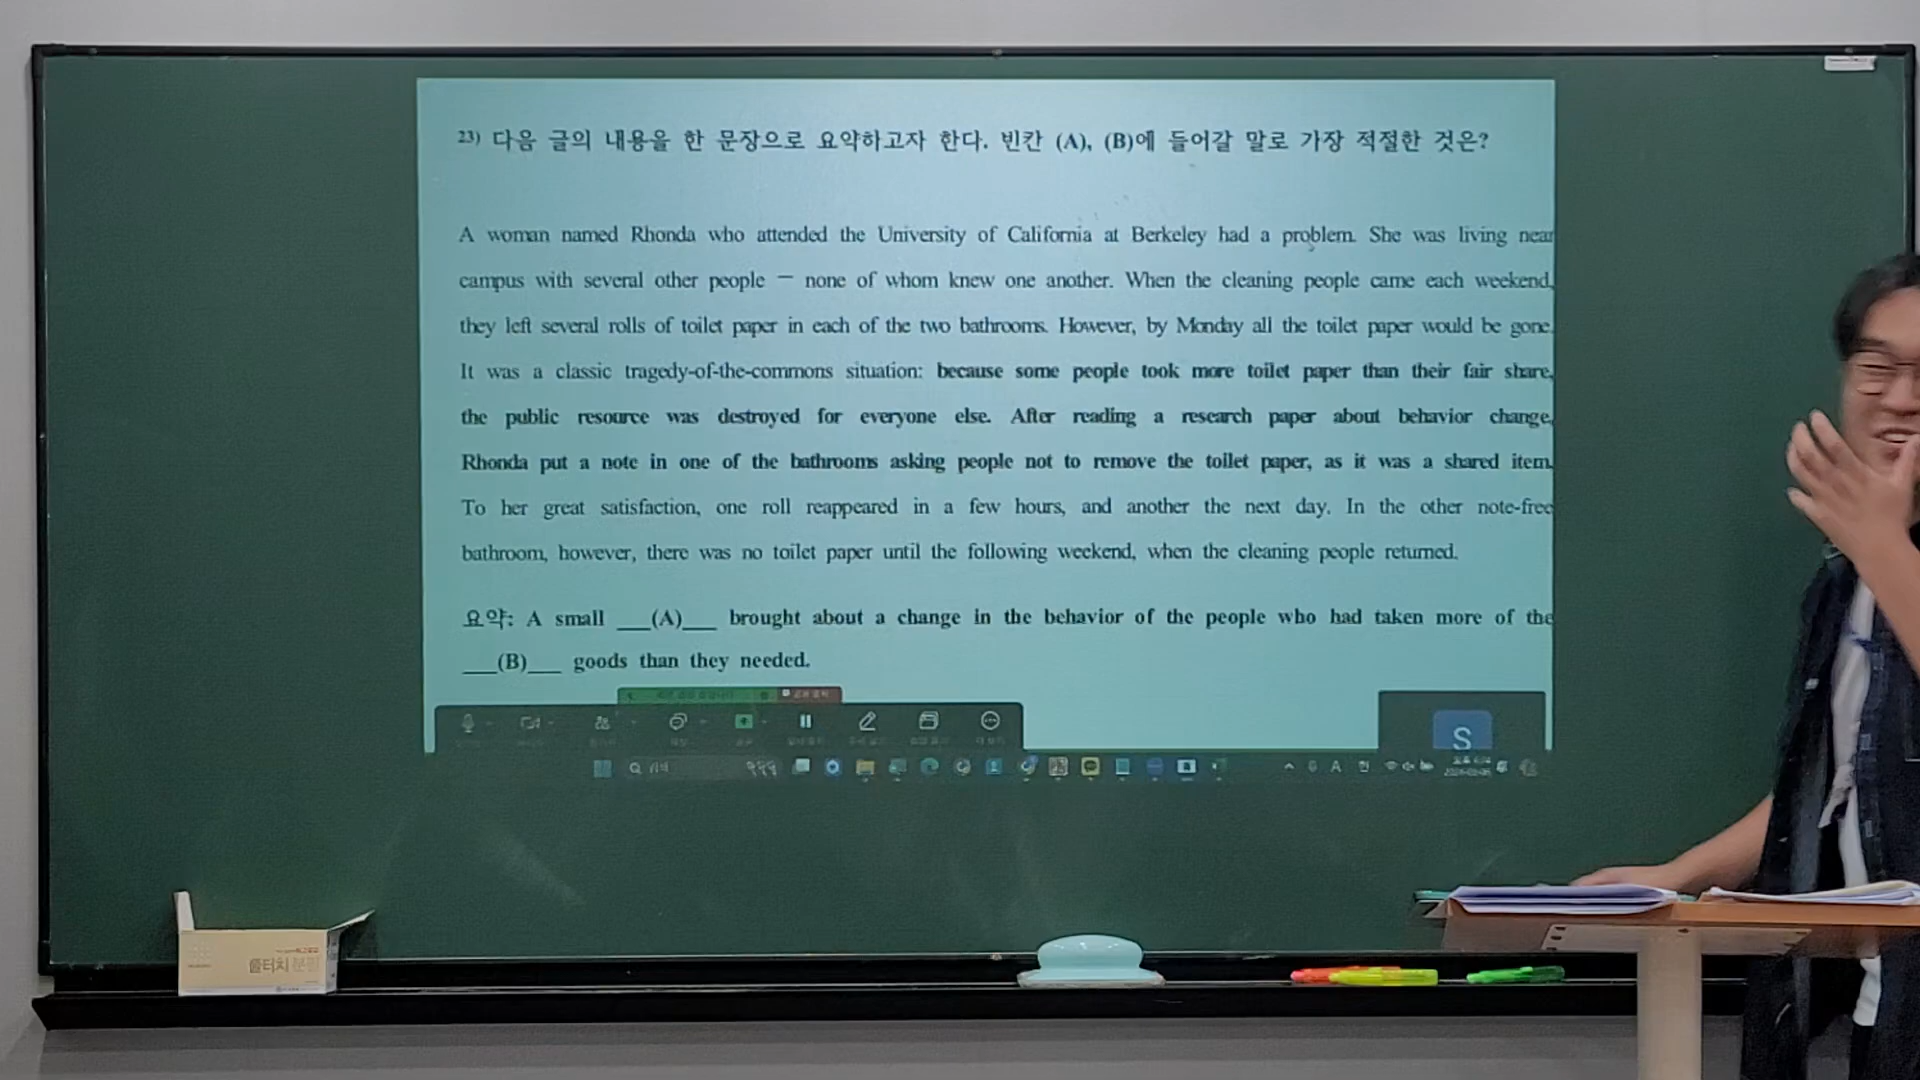 23) 다음 글의 내용을 한 문장으로 요약하고자 한다. 빈칸 (A), (B)에 들어갈 말로 가장 적절한 것은?
A woman named Rhonda who attended the University of California at Berkeley had a problem. She was living near
campus with several other people — none of whom knew one another. When the cleaning people came each weekend,
they left several rolls of toilet paper in each of the two bathrooms. However, by Monday all the toilet paper would be gone.
It was a classic tragedy-of-the-commons situation: because some people took more toilet paper than their fair share,
the public resource was destroyed for everyone else. After reading a research paper about behavior change,
Rhonda put a note in one of the bathrooms asking people not to remove the toilet paper, as it was a shared item.
To her great satisfaction, one roll reappeared in a few hours, and another the next day. In the other note-free
bathroom, however, there was no toilet paper until the following weekend, when the cleaning people returned.
요약: A small ___(A)___ brought about a change in the behavior of the people who had taken more of the
___(B)___ goods than they needed.
S
검색
A 한
물터치 분필